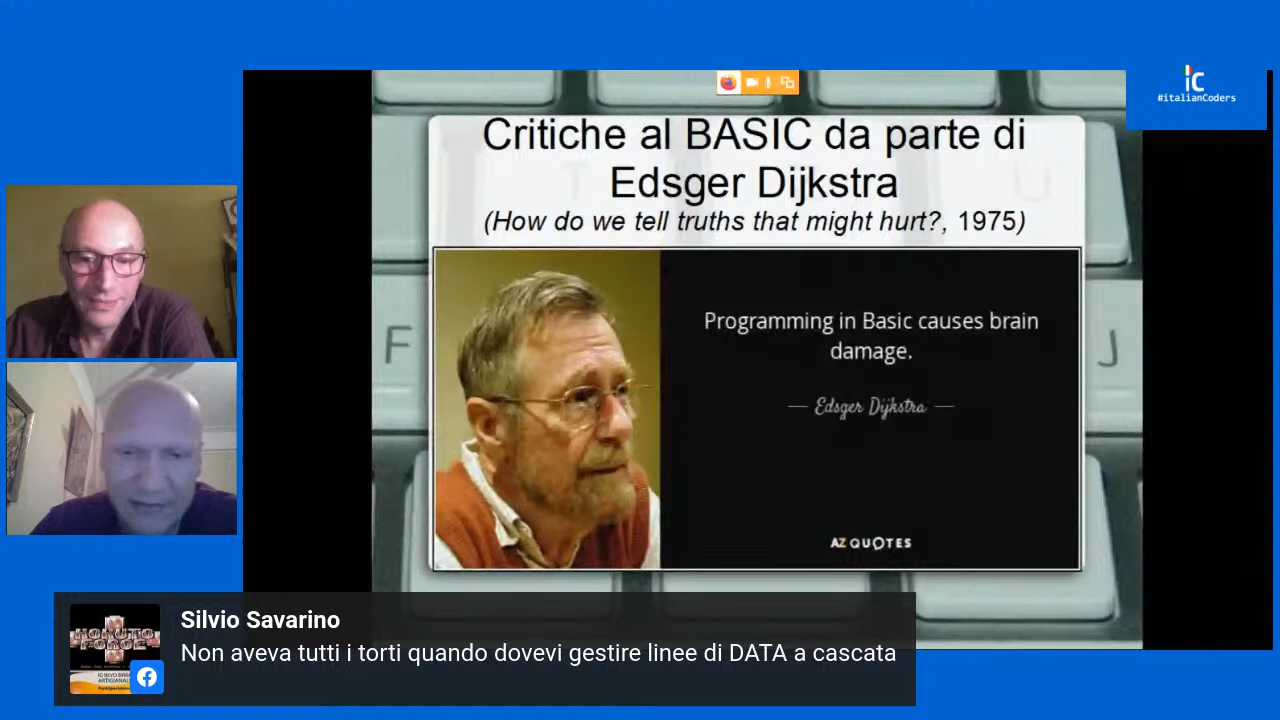 #italianCoders
Critiche al BASIC da parte di
Edsger Dijkstra
(How do we tell truths that might hurt?, 1975)
F
J
Programming in Basic causes brain
damage.
Edsger Dijkstra
AZ QUOTES
Silvio Savarino
Non aveva tutti i torti quando dovevi gestire linee di DATA a cascata
HOKUTO
FORCE